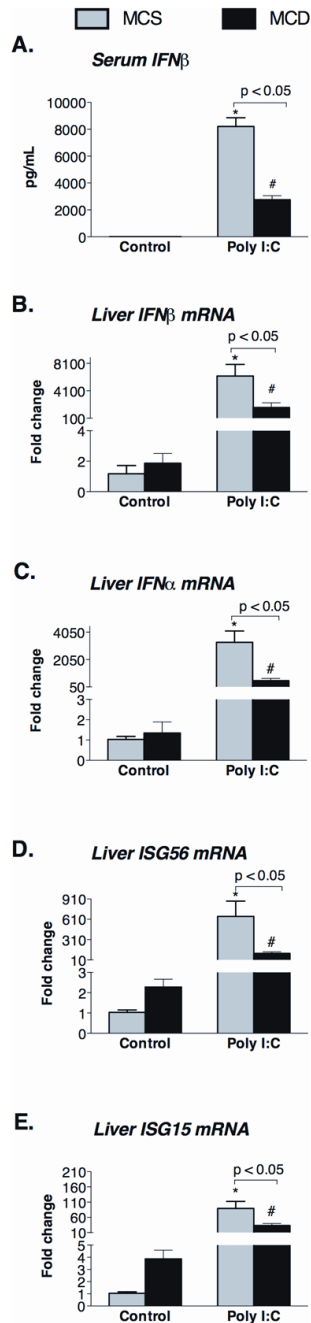 MCS MCD
A.
Serum IFNβ
p < 0.05
10000
8000
6000
4000
2000
0
pg/mL
*
#
Control Poly I:C
B.
Liver IFNβ mRNA
p < 0.05
8100
4100
100
4
2
0
Fold change
*
#
Control Poly I:C
C.
Liver IFNα mRNA
p < 0.05
4050
2050
50
3
2
1
0
Fold change
*
#
Control Poly I:C
D.
Liver ISG56 mRNA
p < 0.05
910
610
310
10
3
2
1
0
Fold change
*
#
Control Poly I:C
E.
Liver ISG15 mRNA
p < 0.05
210
160
110
60
10
5
4
3
2
1
0
Fold change
*
#
Control Poly I:C